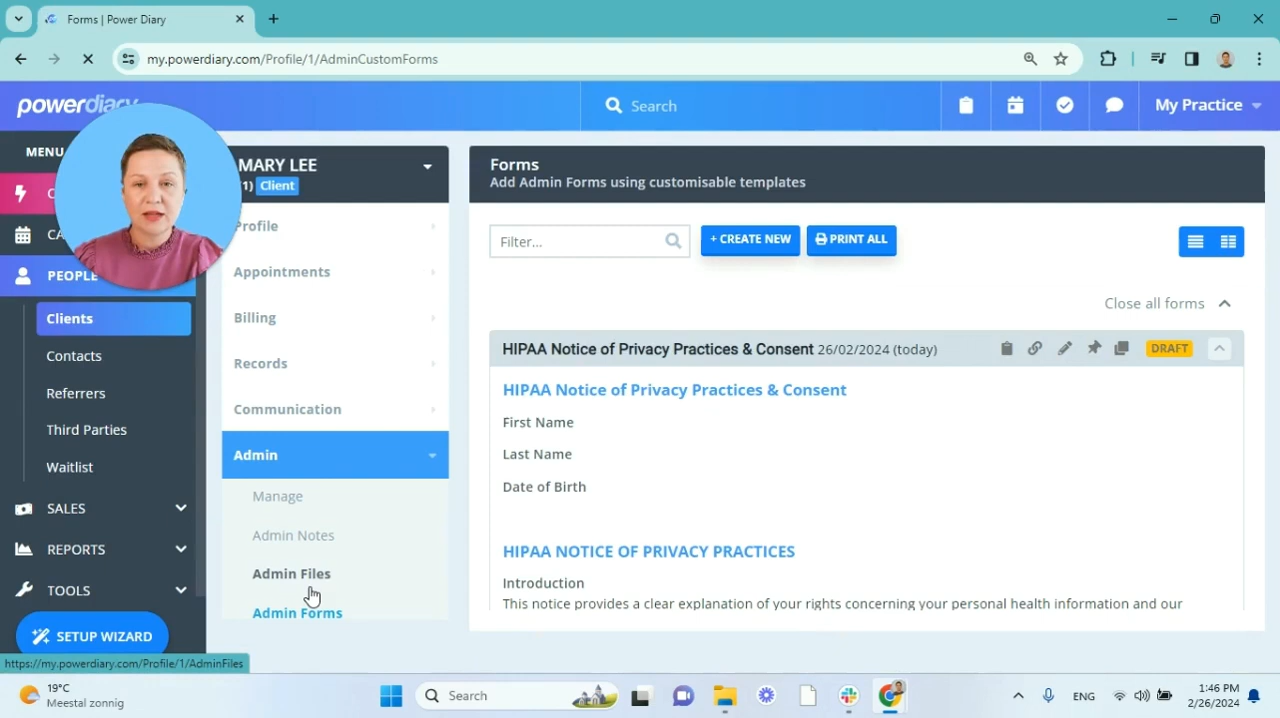 Forms | Power Diary
my.powerdiary.com/Profile/1/AdminCustomForms
powerdiary
Search
My Practice
MENU
PEOPLE
Clients
Contacts
Referrers
Third Parties
Waitlist
SALES
REPORTS
TOOLS
SETUP WIZARD
MARY LEE
1) Client
Profile
Appointments
Billing
Records
Communication
Admin
Manage
Admin Notes
Admin Files
Admin Forms
Forms
Add Admin Forms using customisable templates
Filter...
+ CREATE NEW
PRINT ALL
Close all forms
HIPAA Notice of Privacy Practices & Consent 26/02/2024 (today)
DRAFT
HIPAA Notice of Privacy Practices & Consent
First Name
Last Name
Date of Birth
HIPAA NOTICE OF PRIVACY PRACTICES
Introduction
This notice provides a clear explanation of your rights concerning your personal health information and our
https://my.powerdiary.com/Profile/1/AdminFiles
19°C
Meestal zonnig
Search
ENG
1:46 PM
2/26/2024